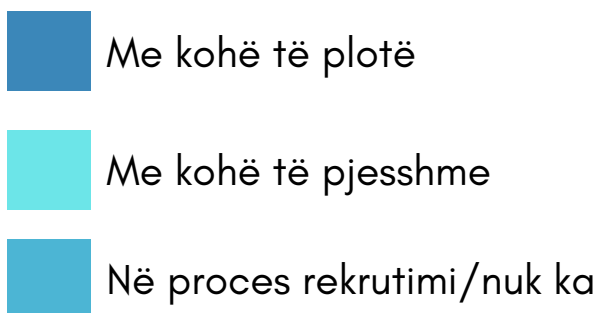 Me kohë të plotë
Me kohë të pjesshme
Në proces rekrutimi/nuk ka